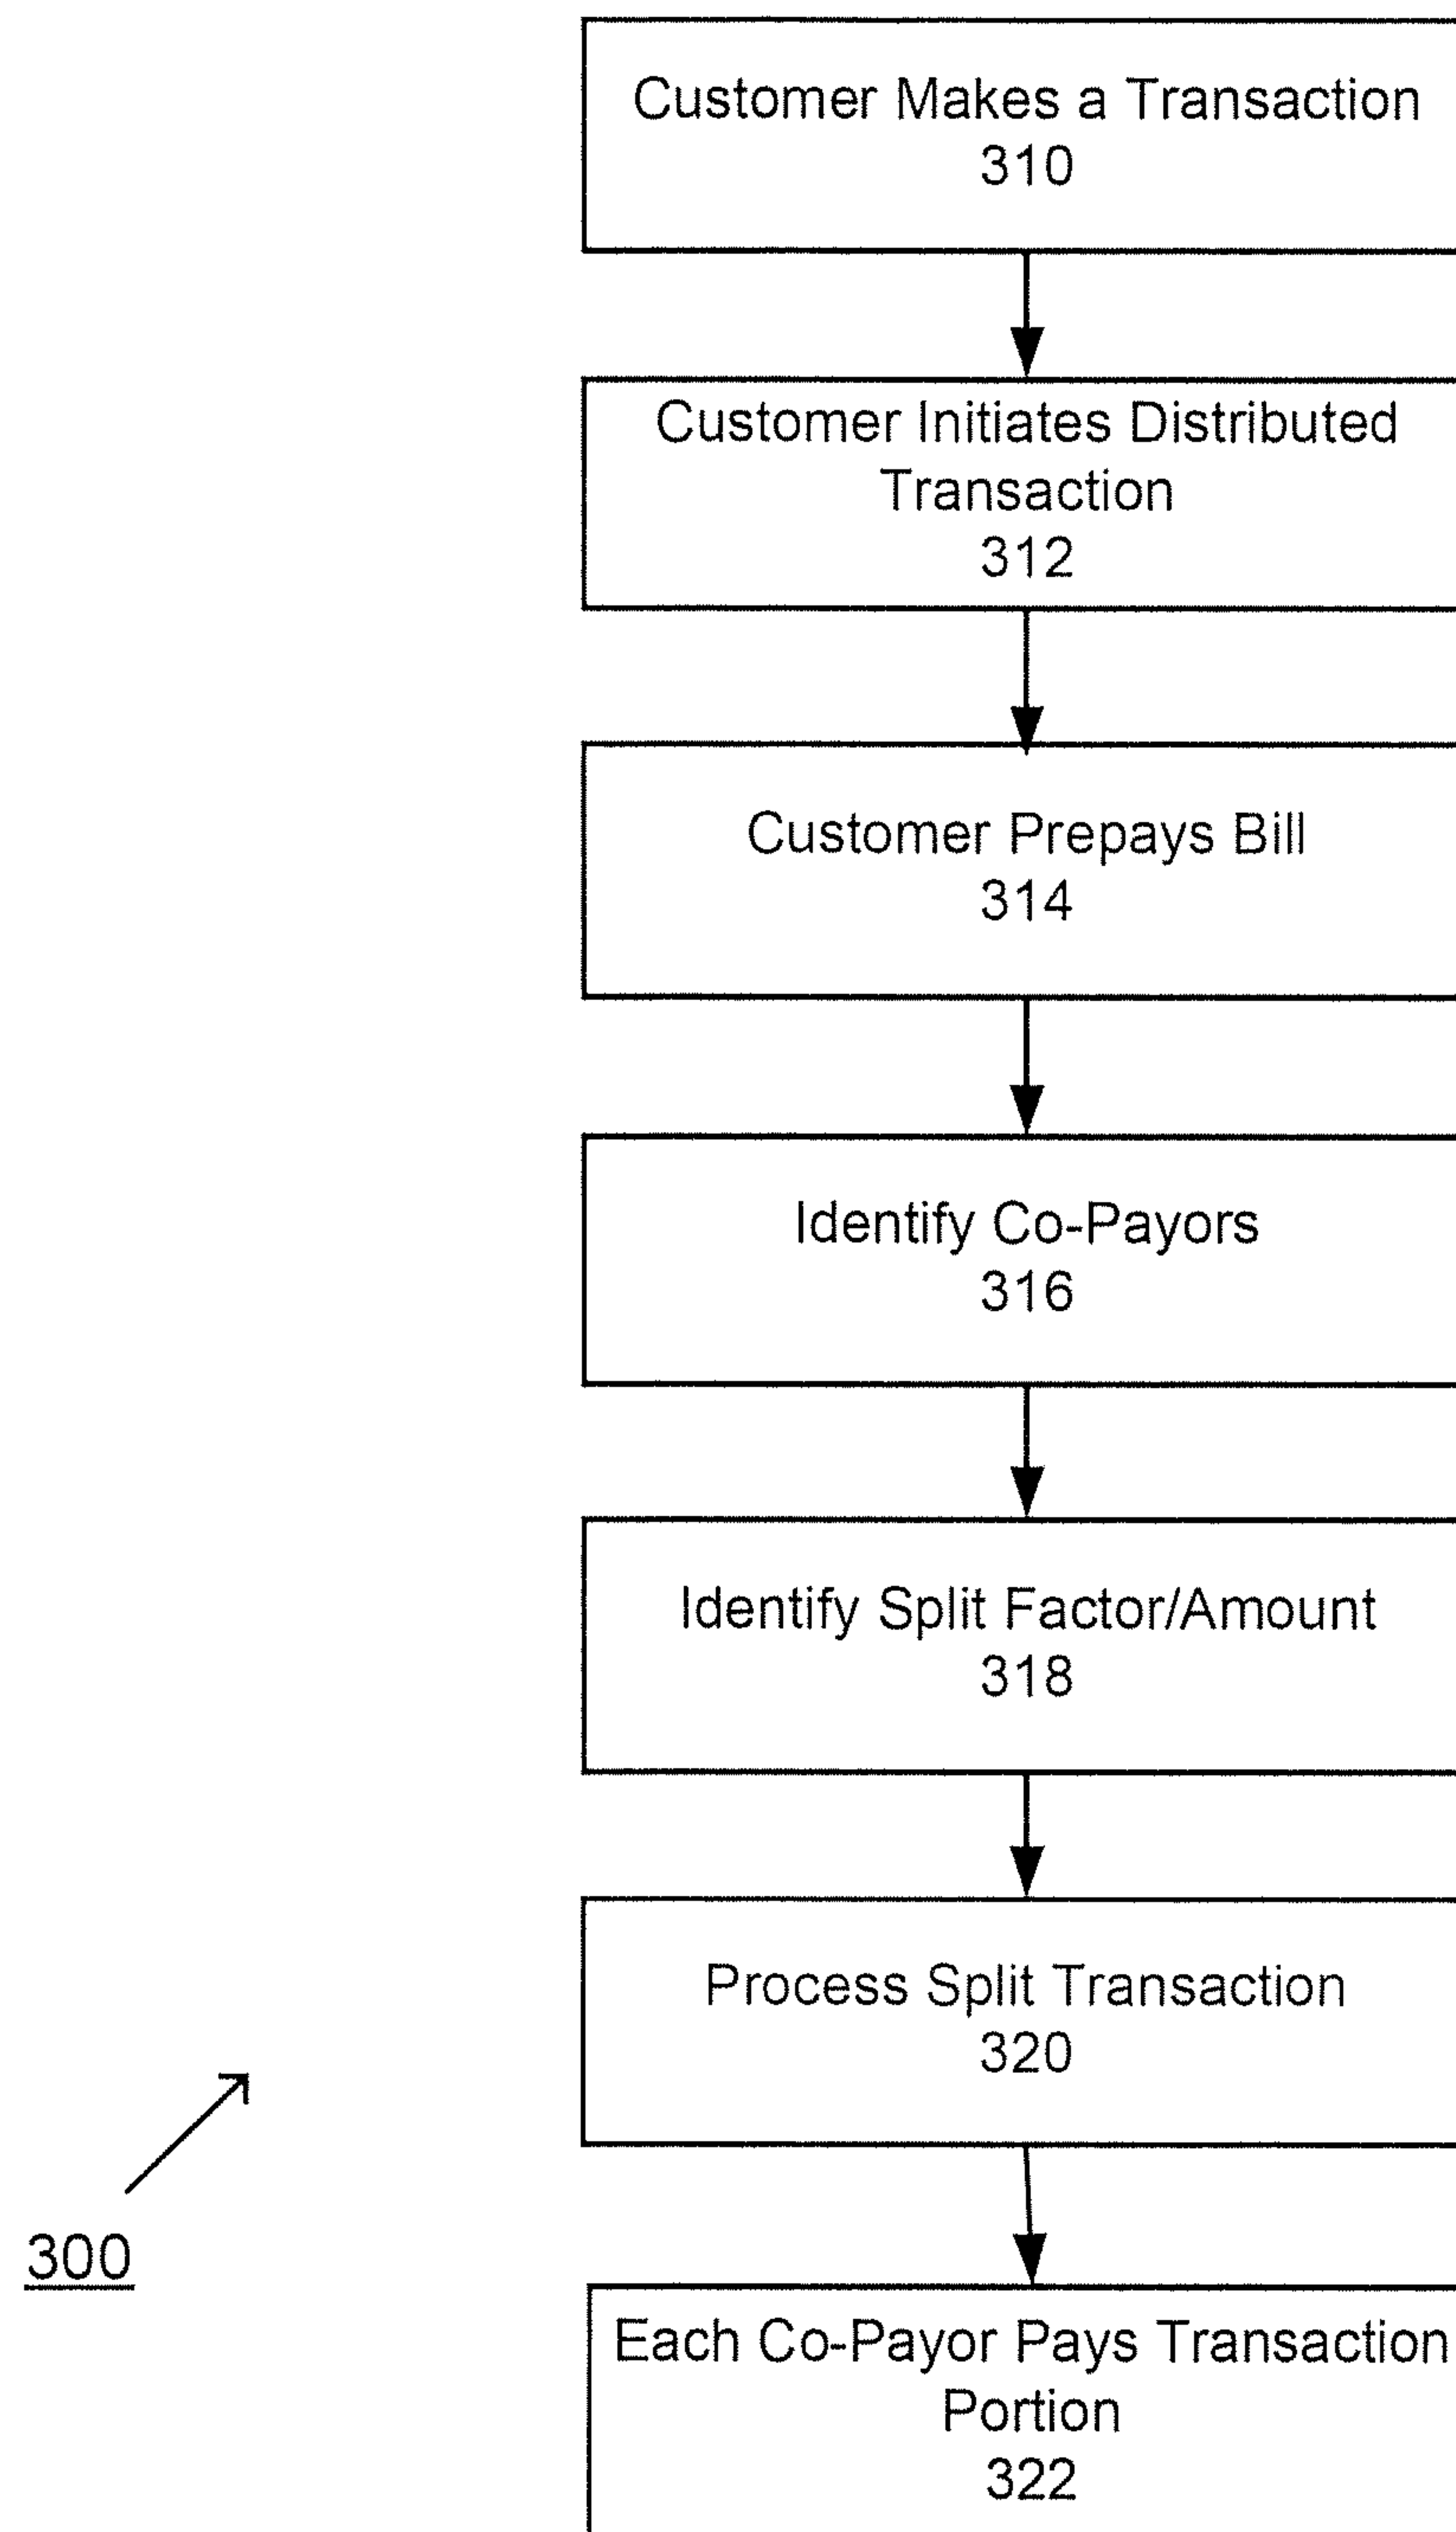 Customer Makes a Transaction
310
Customer Initiates Distributed
Transaction
312
Customer Prepays Bill
314
Identify Co-Payors
316
Identify Split Factor/Amount
318
Process Split Transaction
320
300
Each Co-Payor Pays Transaction
Portion
322